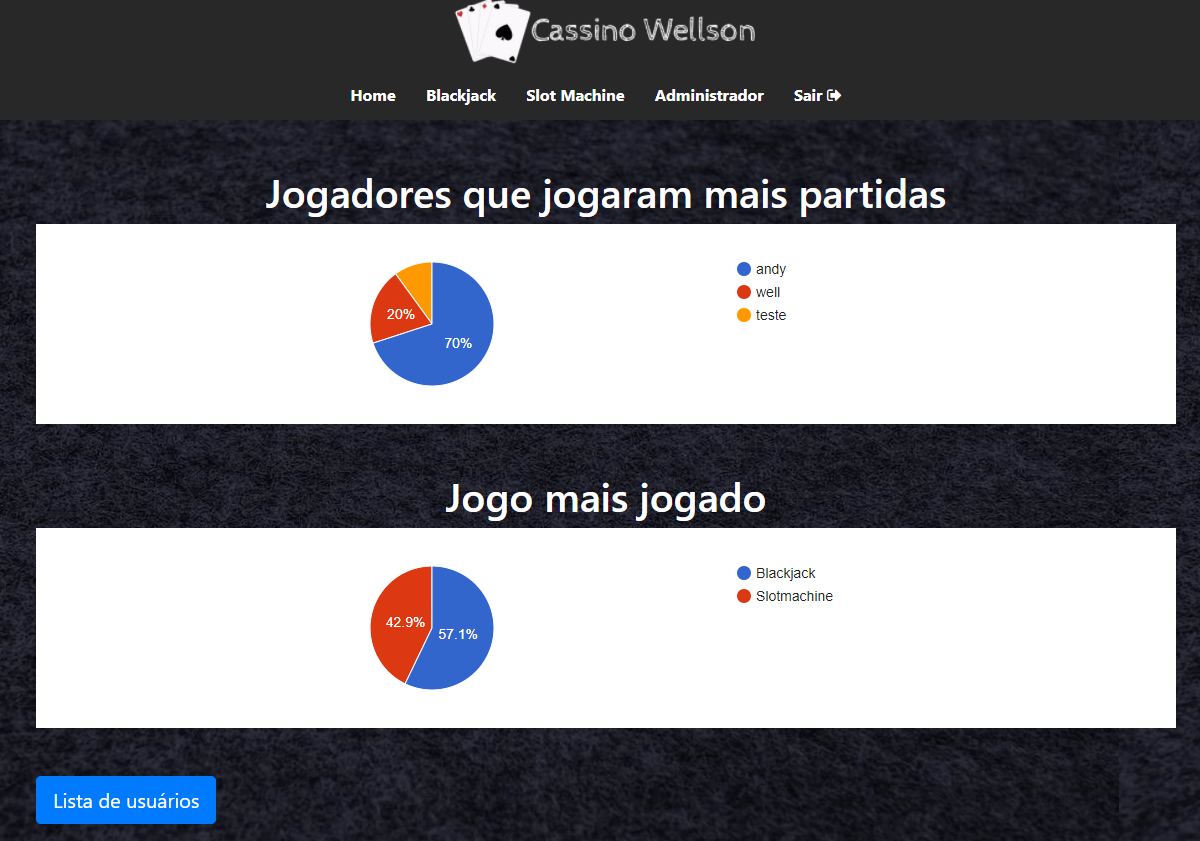 Cassino Wellson
Home Blackjack Slot Machine Administrador Sair
Jogadores que jogaram mais partidas
andy
well
teste
20%
70%
Jogo mais jogado
Blackjack
Slotmachine
42.9%
57.1%
Lista de usuários